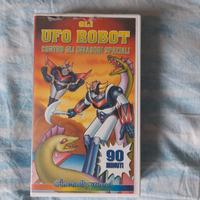 GLI
UFO ROBOT
CONTRO GLI INVASORI SPAZIALI
90
MINUTI